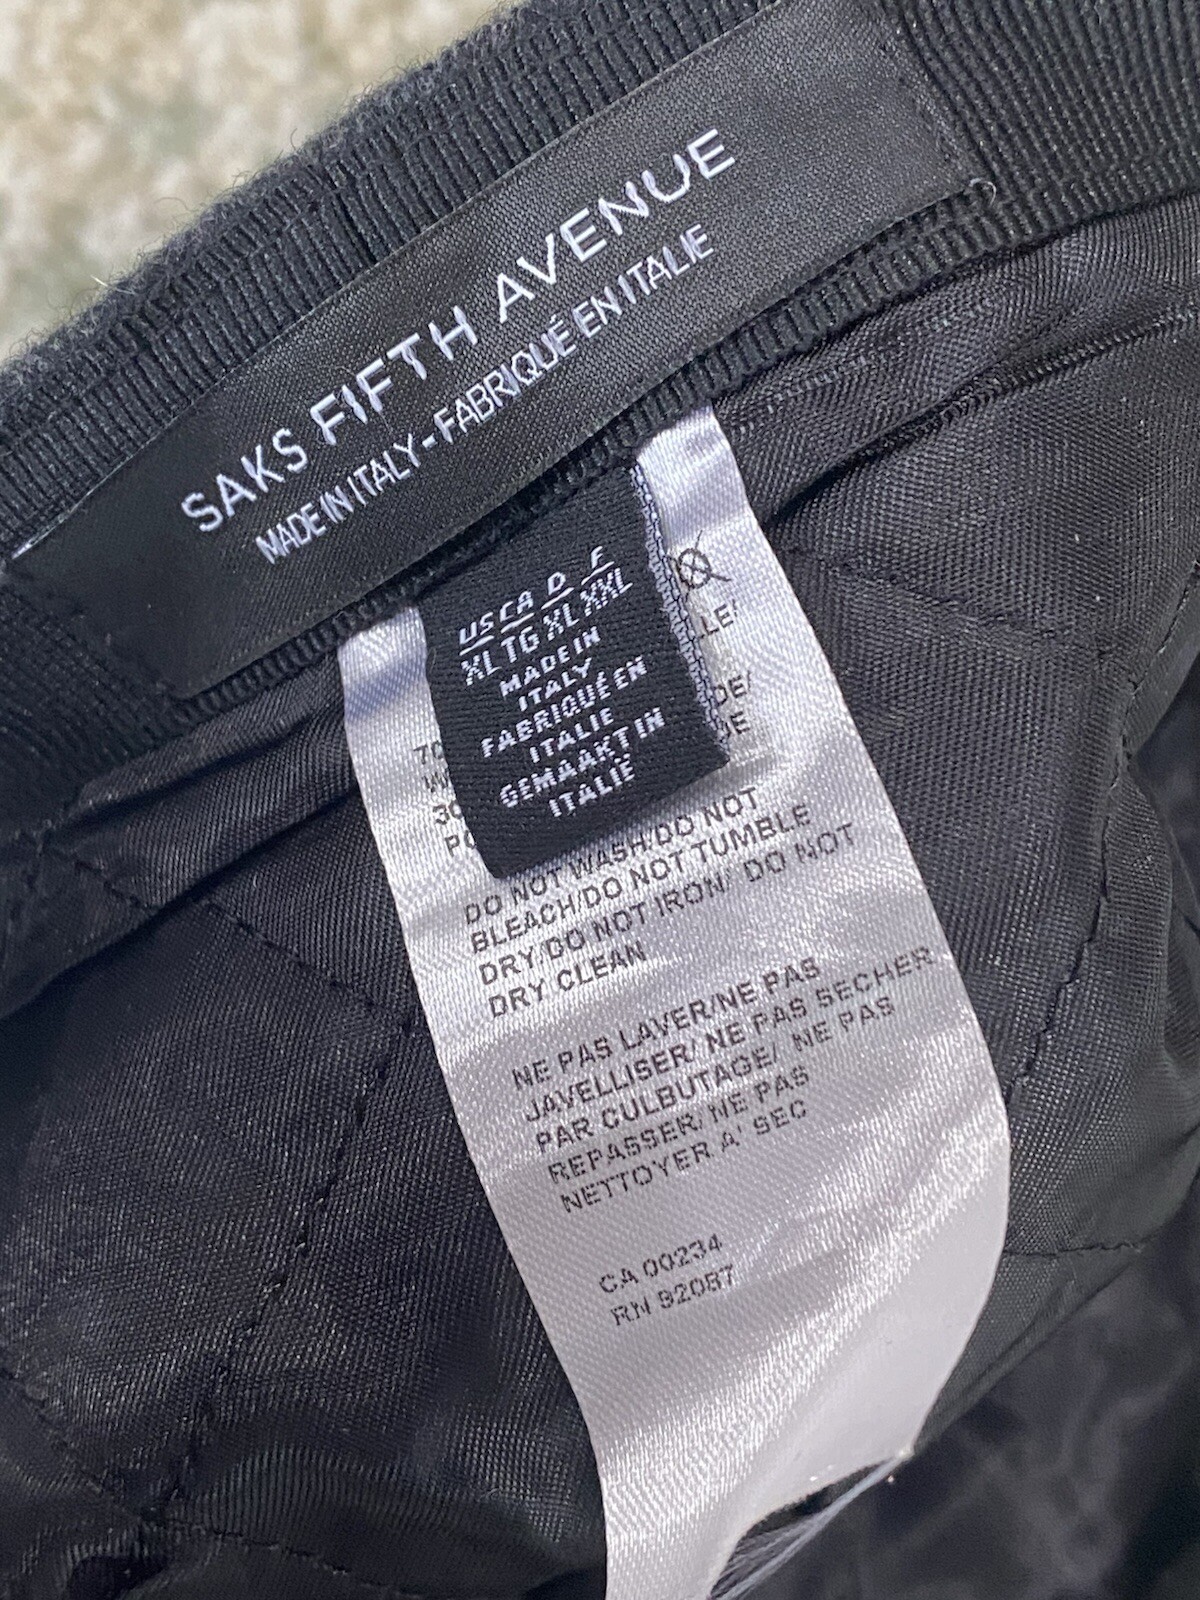 SAKS FIFTH AVENUE
MADE IN ITALY - FABRIQUÉ EN ITALIE
US CA D F
XL TG XL XXL
MADE IN
ITALY
FABRIQUÉ EN
ITALIE
GEMAAKT IN
ITALIË
DO NOT WASH/DO NOT
BLEACH/DO NOT TUMBLE
DRY/DO NOT IRON/ DO NOT
DRY CLEAN
NE PAS LAVER/NE PAS
JAVELLISER/ NE PAS SECHER
PAR CULBUTAGE/ NE PAS
REPASSER/ NE PAS
NETTOYER A' SEC
CA 00234
RN 92087